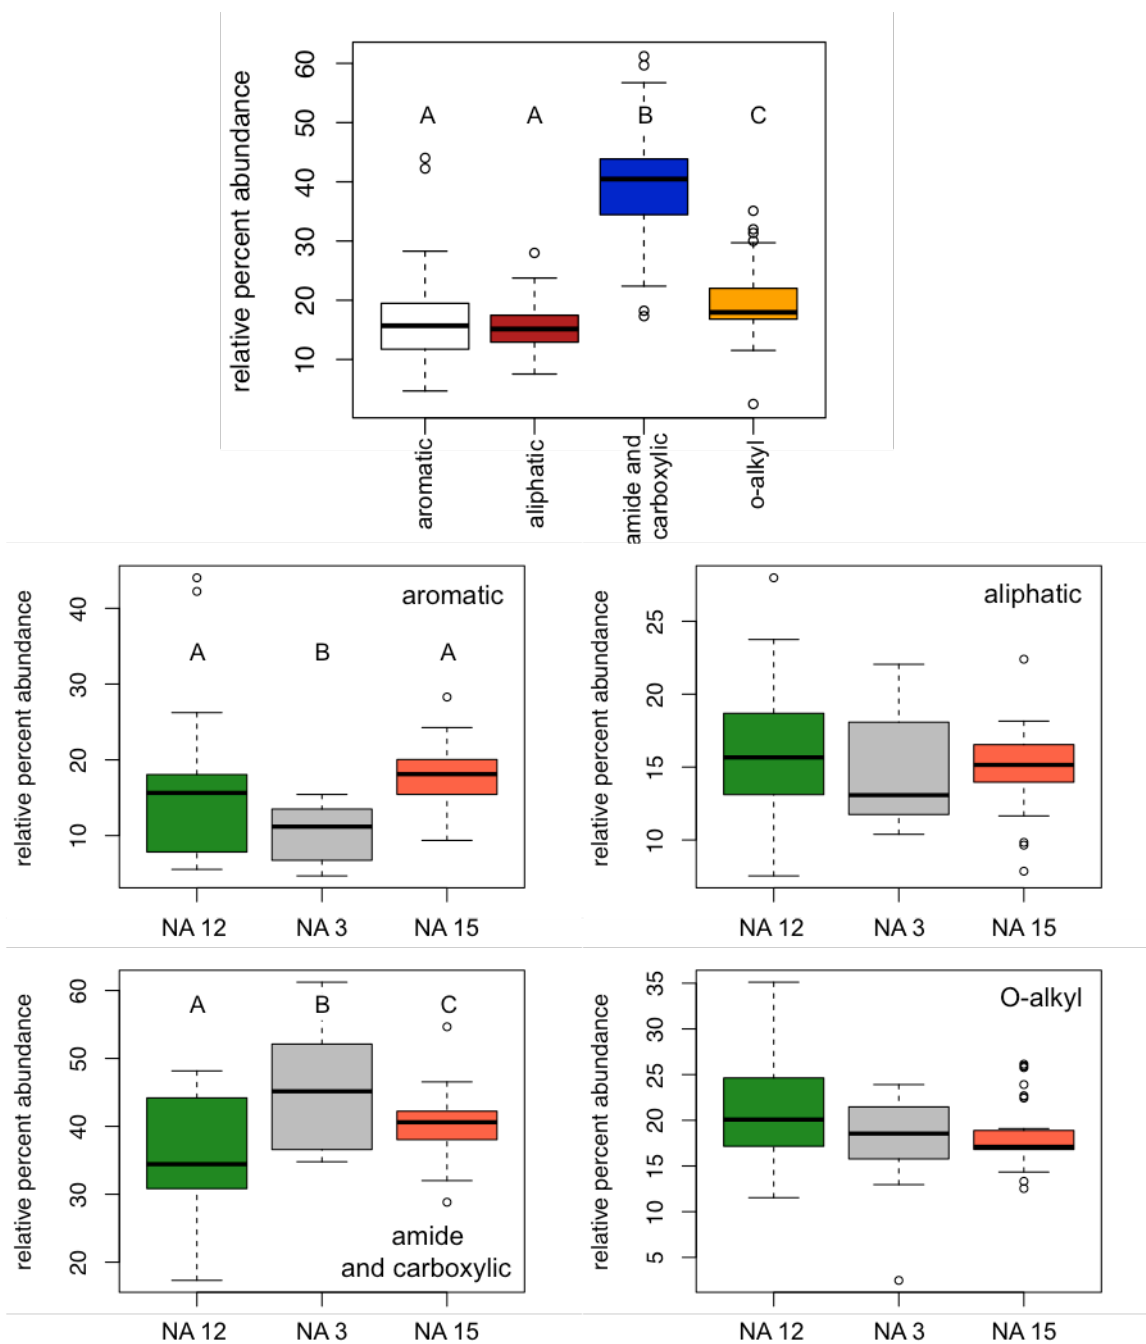 relative percent abundance
60
50
40
30
20
10
A
A
B
C
aromatic
aliphatic
amide and
carboxylic
o-alkyl
relative percent abundance
40
30
20
10
aromatic
A
B
A
NA 12
NA 3
NA 15
relative percent abundance
25
20
15
10
aliphatic
NA 12
NA 3
NA 15
relative percent abundance
60
50
40
30
20
A
B
C
amide
and carboxylic
NA 12
NA 3
NA 15
relative percent abundance
35
30
25
20
15
10
5
O-alkyl
NA 12
NA 3
NA 15